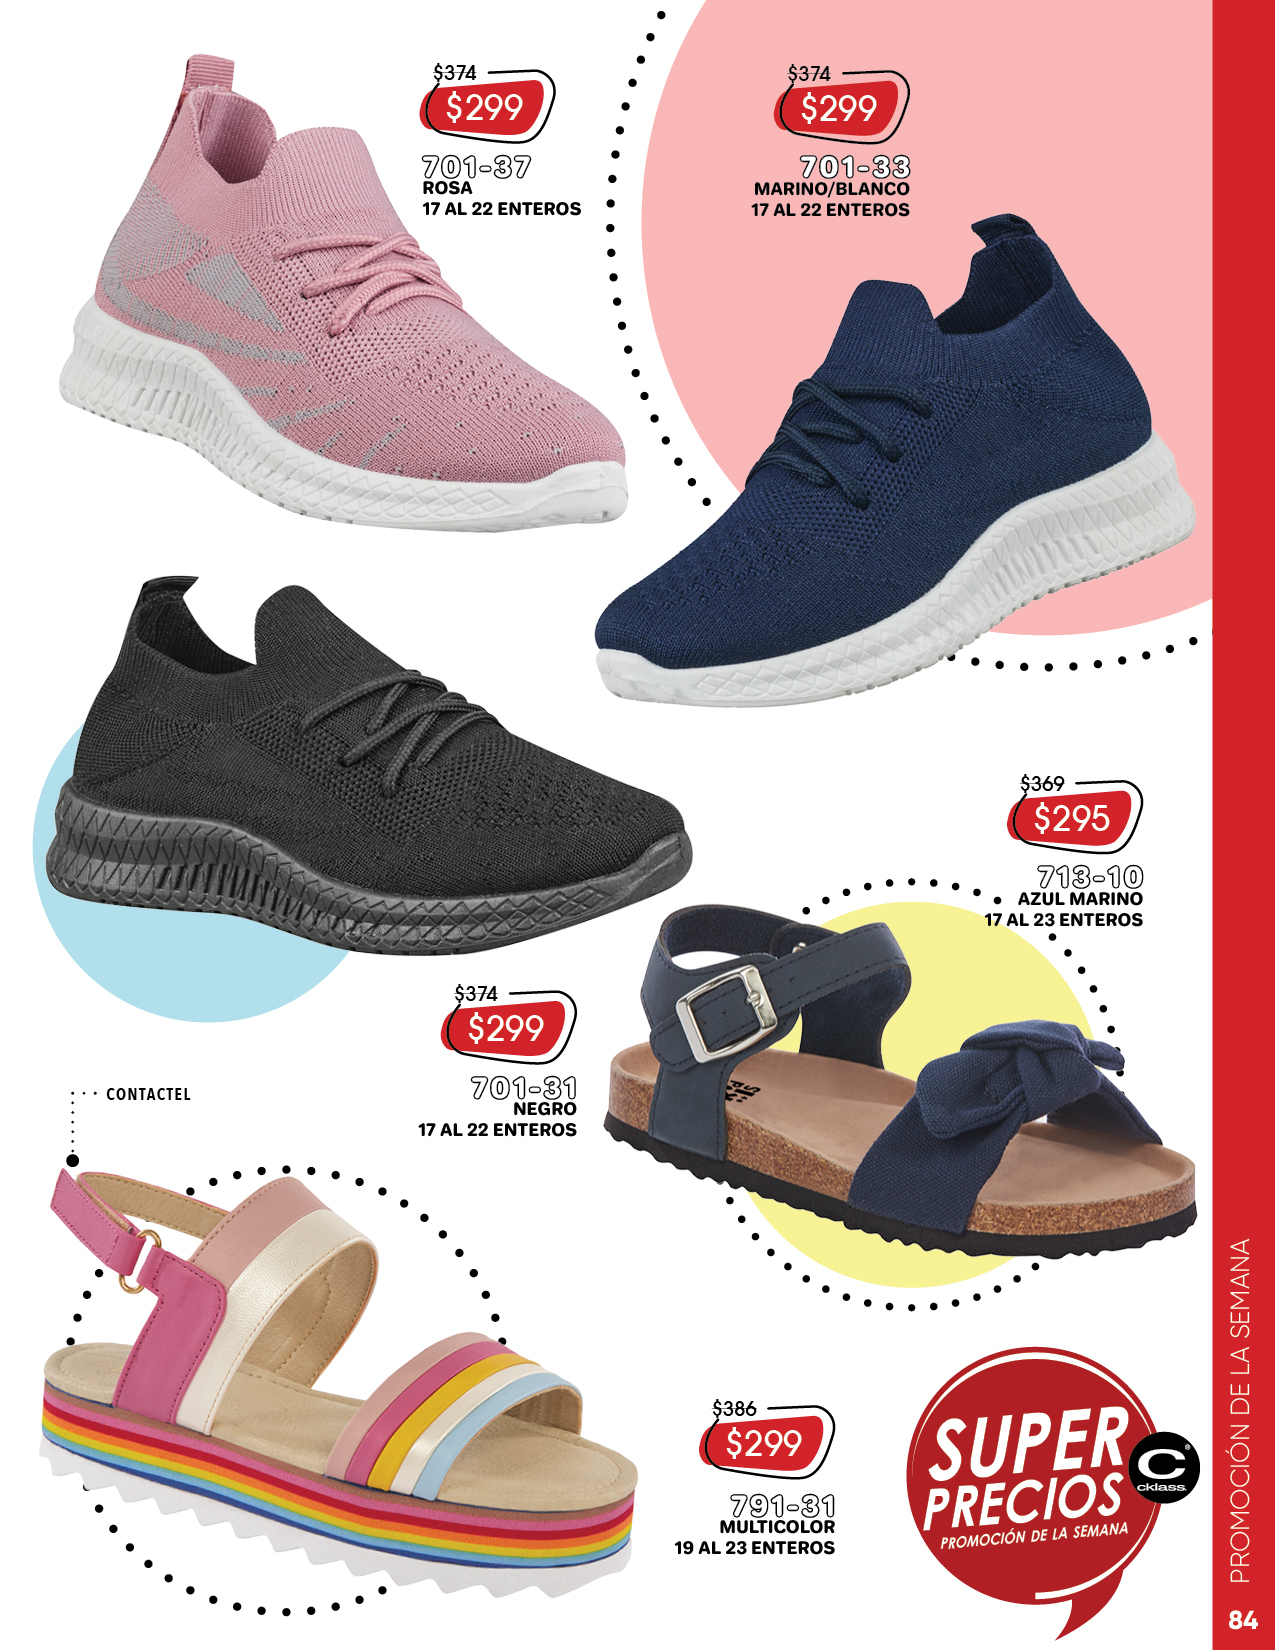 $374
$299
701-37
ROSA
17 AL 22 ENTEROS
$374
$299
701-33
MARINO/BLANCO
17 AL 22 ENTEROS
$369
$295
713-10
AZUL MARINO
17 AL 23 ENTEROS
$374
$299
701-31
NEGRO
17 AL 22 ENTEROS
CONTACTEL
$386
$299
791-31
MULTICOLOR
19 AL 23 ENTEROS
SUPER
PRECIOS
PROMOCIÓN DE LA SEMANA
C®
cklass
PROMOCIÓN DE LA SEMANA
84